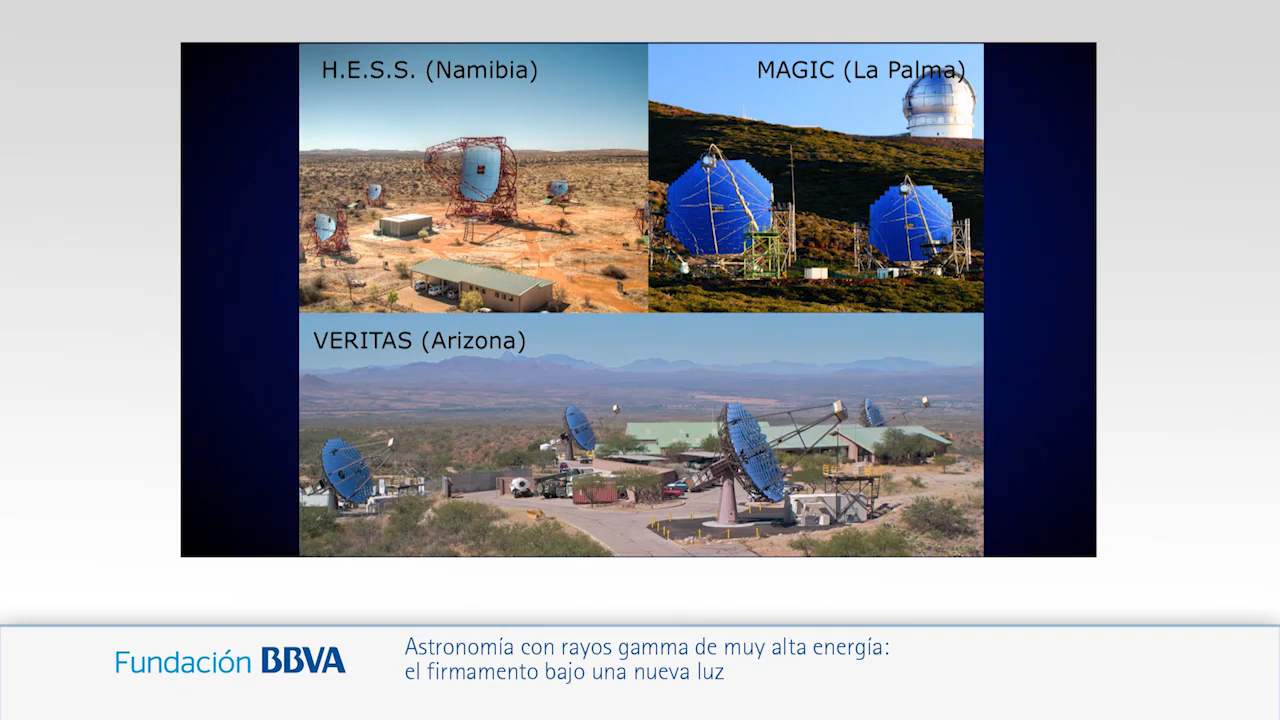 H.E.S.S. (Namibia)
MAGIC (La Palma)
VERITAS (Arizona)
Fundación BBVA
Astronomía con rayos gamma de muy alta energía:
el firmamento bajo una nueva luz